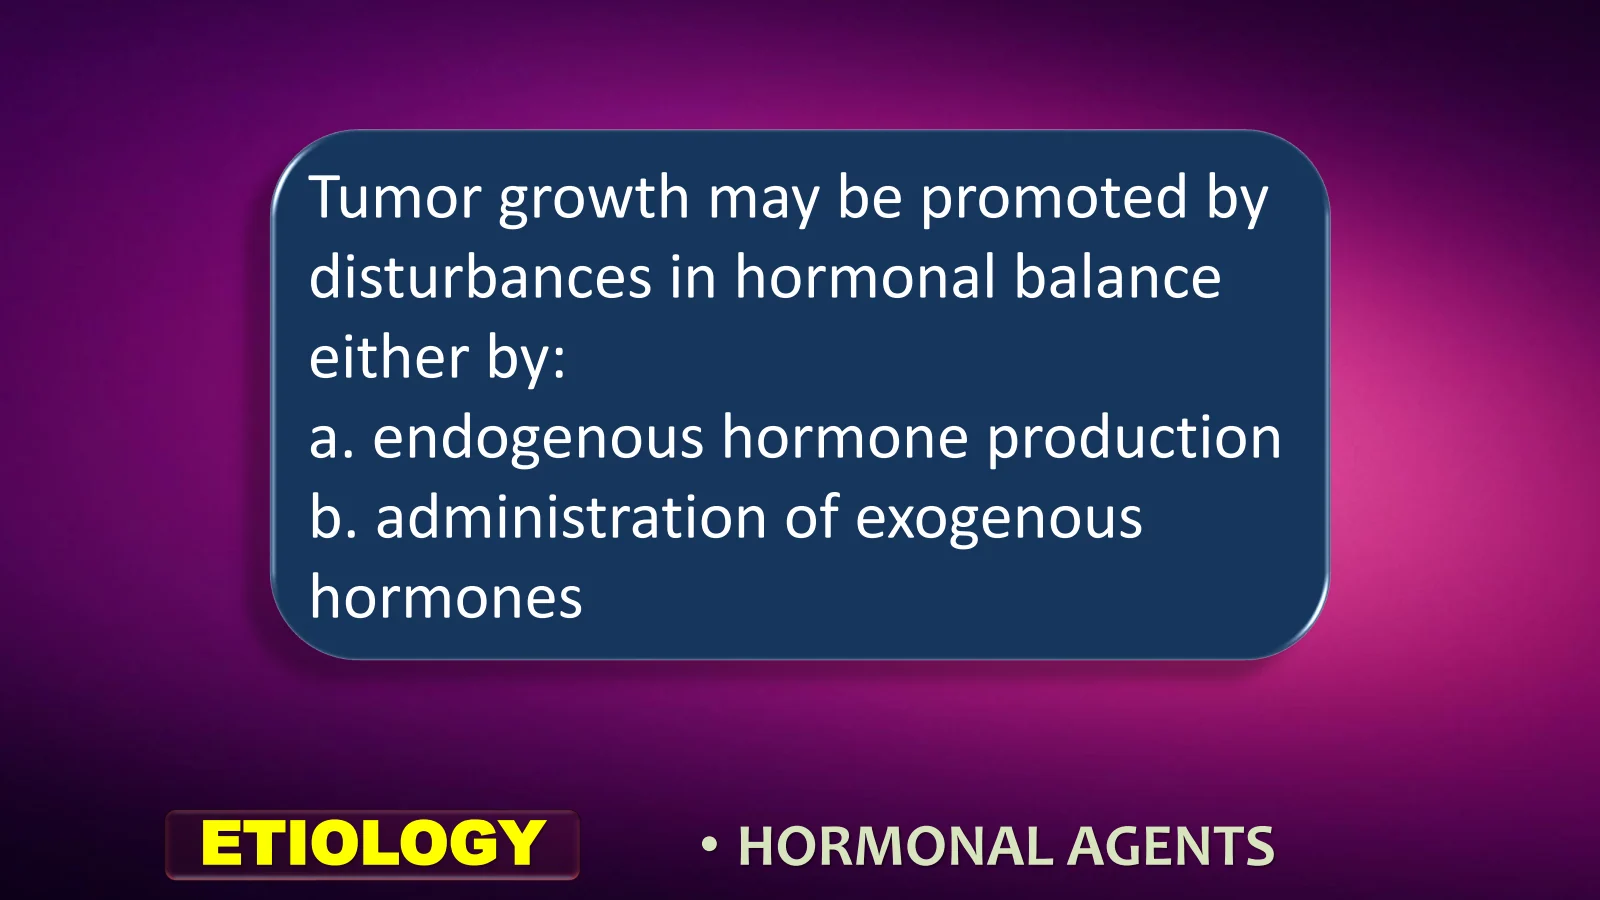 Tumor growth may be promoted by
disturbances in hormonal balance
either by:
a. endogenous hormone production
b. administration of exogenous
hormones
ETIOLOGY
• HORMONAL AGENTS